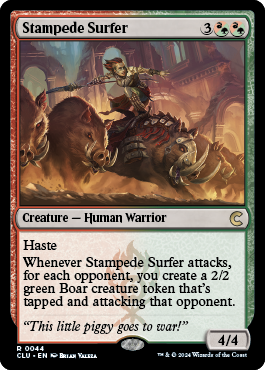 Stampede Surfer 3
Creature — Human Warrior
Haste
Whenever Stampede Surfer attacks,
for each opponent, you create a 2/2
green Boar creature token that's
tapped and attacking that opponent.
“This little piggy goes to war!”
4/4
R 0044
CLU • EN Brian Valeza
™ & © 2024 Wizards of the Coast